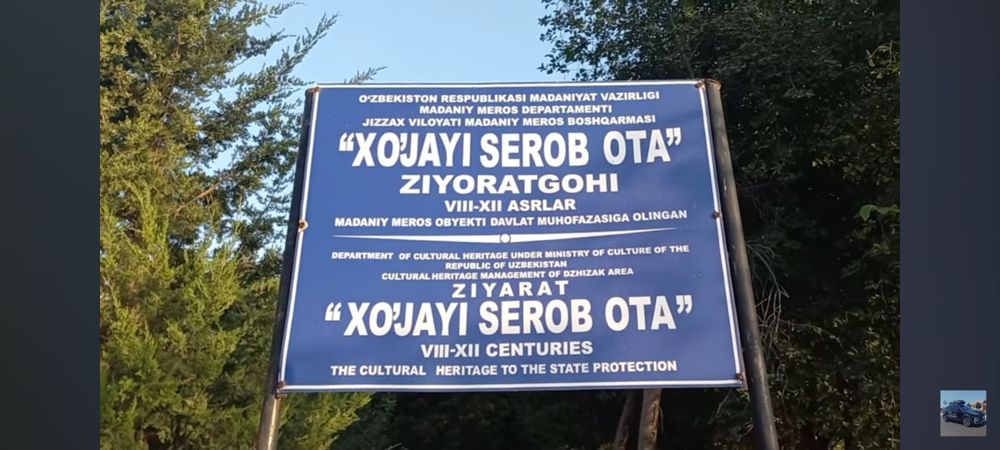 O'ZBEKISTON RESPUBLIKASI MADANIYAT VAZIRLIGI
MADANIY MEROS DEPARTAMENTI
JIZZAX VILOYATI MADANIY MEROS BOSHQARMASI
“XO'JAYI SEROB OTA”
ZIYORATGOHI
VIII-XII ASRLAR
MADANIY MEROS OBYEKTI DAVLAT MUHOFAZASIGA OLINGAN
DEPARTMENT OF CULTURAL HERITAGE UNDER MINISTRY OF CULTURE OF THE
REPUBLIC OF UZBEKISTAN
CULTURAL HERITAGE MANAGEMENT OF DZHIZAK AREA
ZIYARAT
“XO'JAYI SEROB OTA”
VIII-XII CENTURIES
THE CULTURAL HERITAGE TO THE STATE PROTECTION